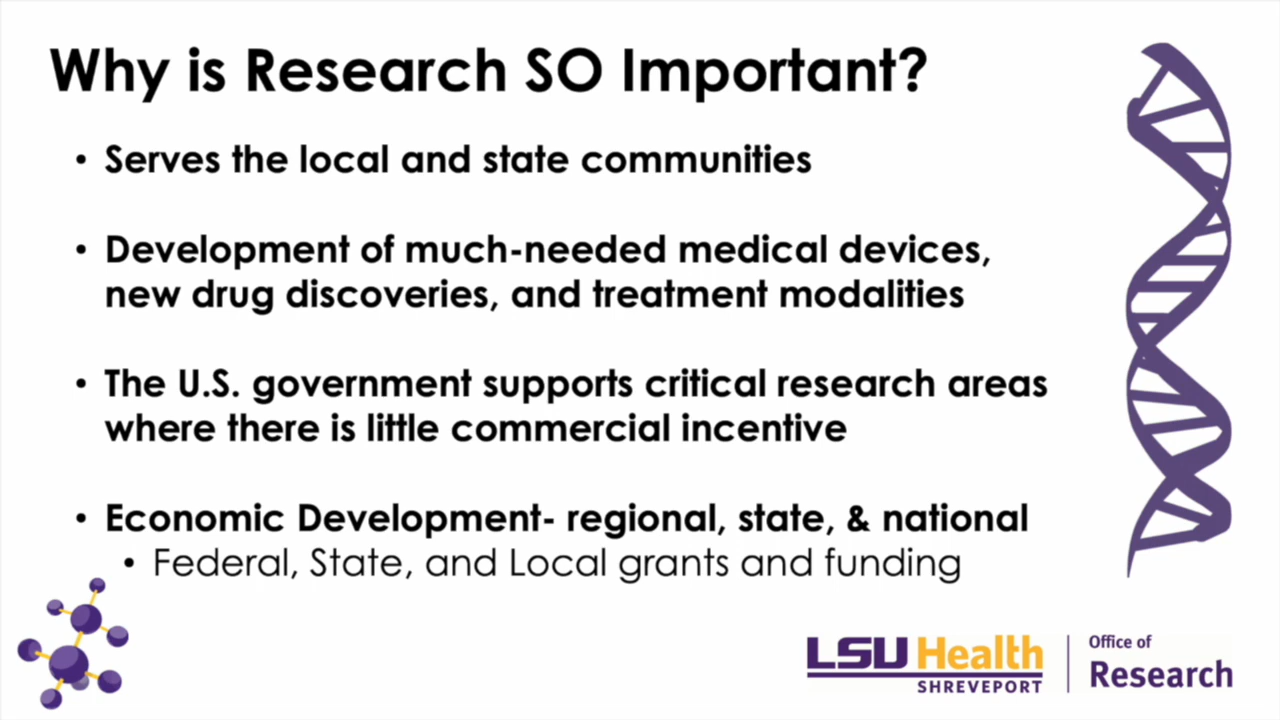 Why is Research SO Important?
• Serves the local and state communities
• Development of much-needed medical devices,
new drug discoveries, and treatment modalities
• The U.S. government supports critical research areas
where there is little commercial incentive
• Economic Development- regional, state, & national
• Federal, State, and Local grants and funding
LSU Health
SHREVEPORT
Office of
Research